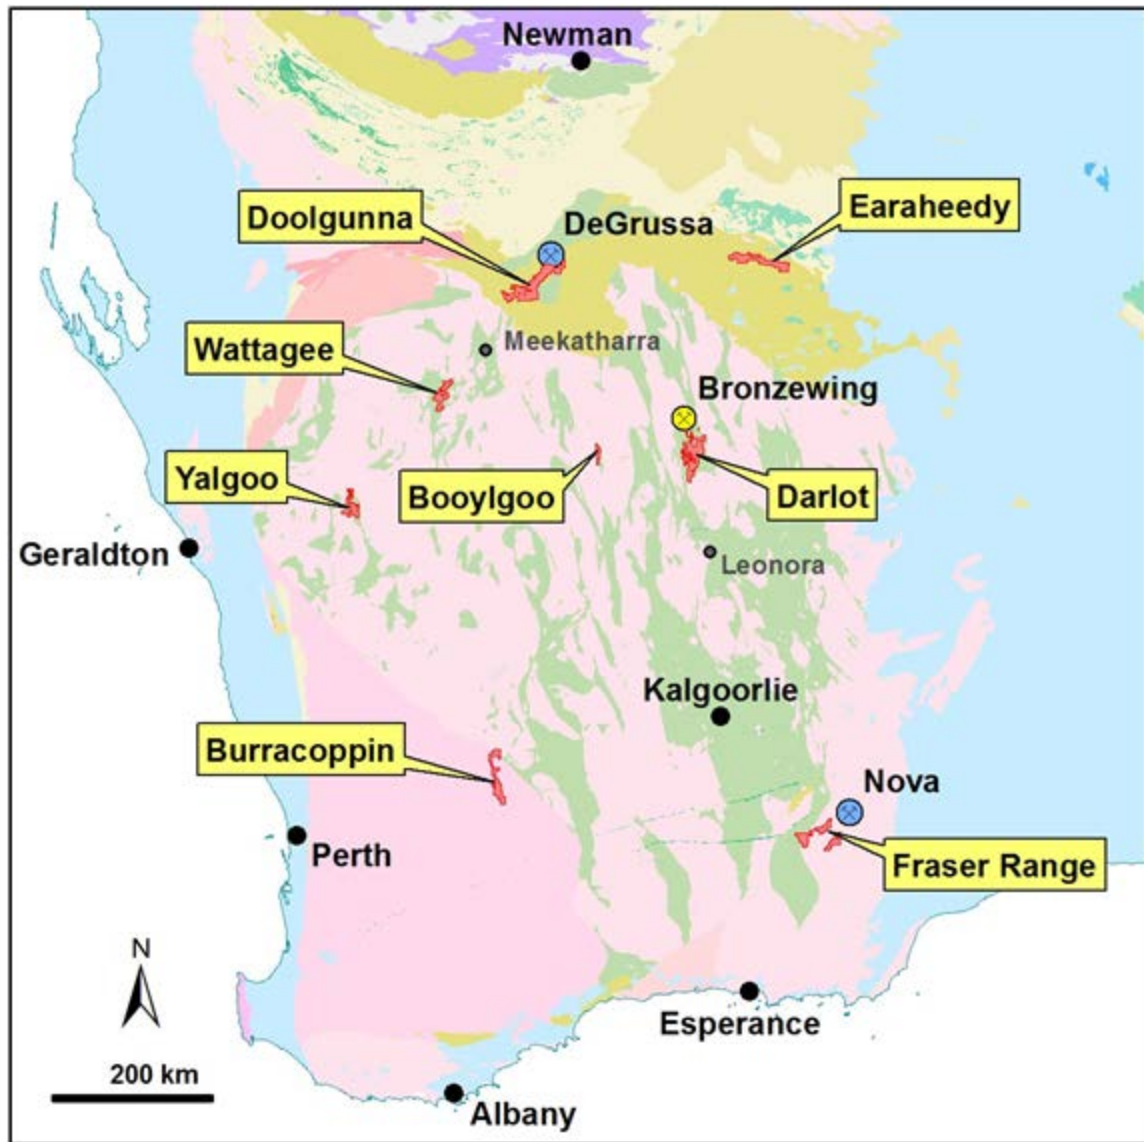 Newman
Earaheedy
Doolgunna
DeGrussa
Meekatharra
Wattagee
Bronzewing
Yalgoo
Booylgoo
Darlot
Geraldton
Leonora
Kalgoorlie
Burracoppin
Nova
Perth
Fraser Range
N
Esperance
200 km
Albany